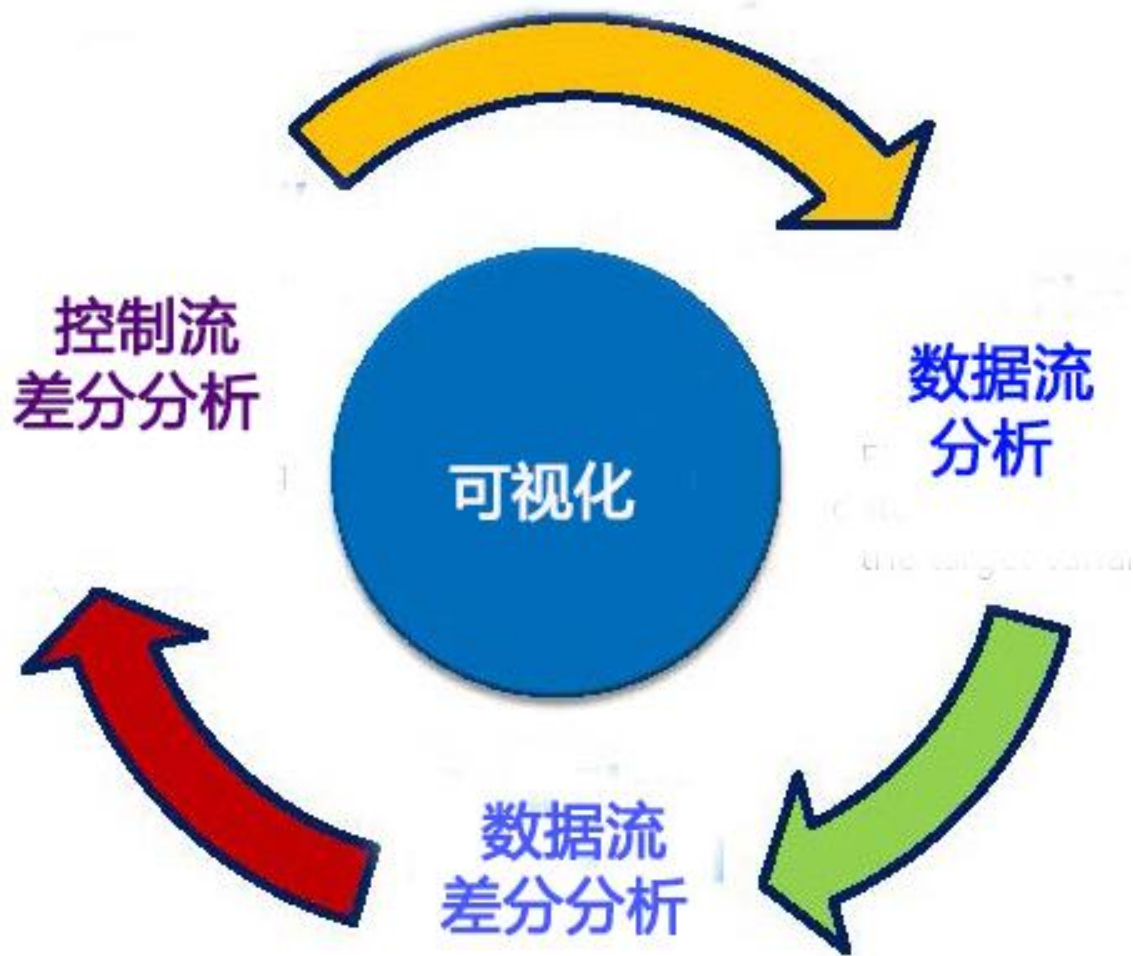 控制流
差分分析
数据流
分析
可视化
数据流
差分分析